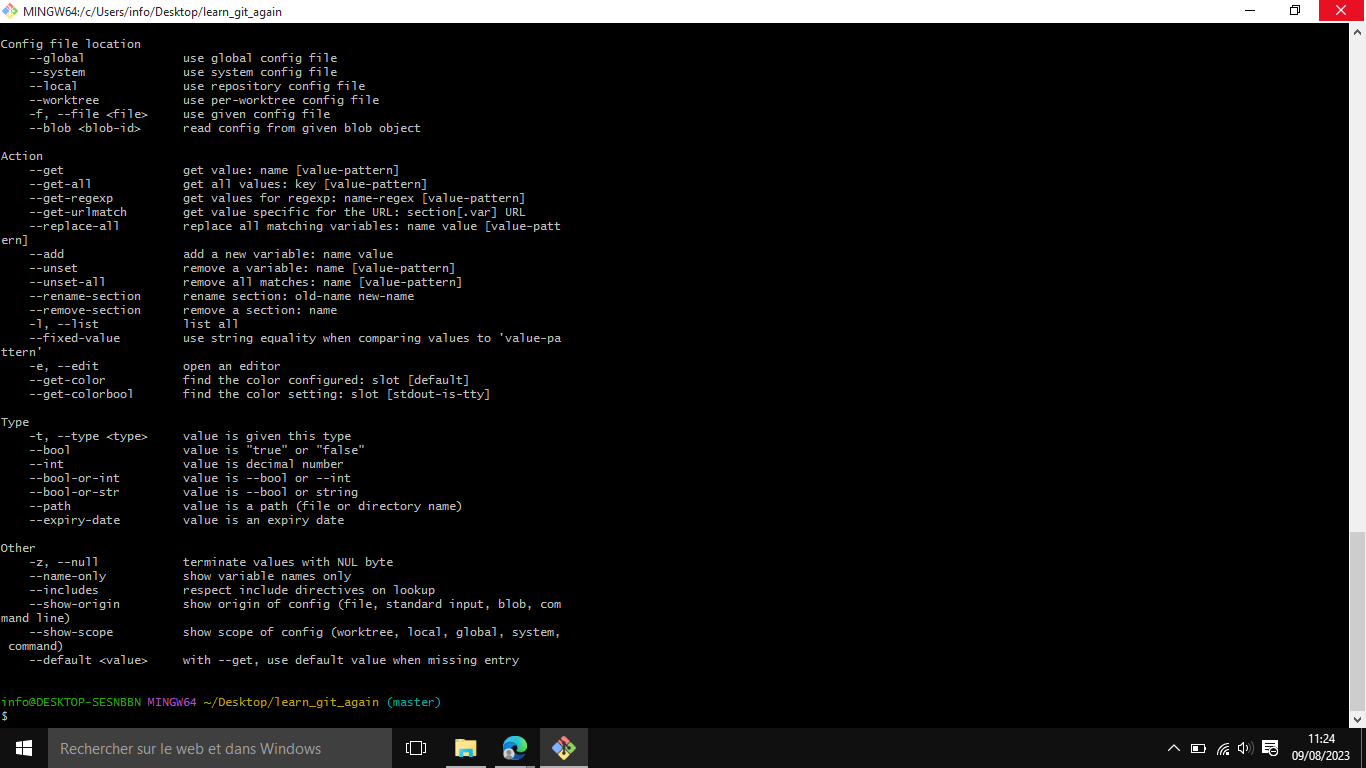 MINGW64:/c/Users/info/Desktop/learn_git_again
Config file location
    --global              use global config file
    --system              use system config file
    --local               use repository config file
    --worktree            use per-worktree config file
    -f, --file <file>     use given config file
    --blob <blob-id>      read config from given blob object
Action
    --get                 get value: name [value-pattern]
    --get-all             get all values: key [value-pattern]
    --get-regexp          get values for regexp: name-regex [value-pattern]
    --get-urlmatch        get value specific for the URL: section[.var] URL
    --replace-all         replace all matching variables: name value [value-patt
ern]
    --add                 add a new variable: name value
    --unset               remove a variable: name [value-pattern]
    --unset-all           remove all matches: name [value-pattern]
    --rename-section      rename section: old-name new-name
    --remove-section      remove a section: name
    -l, --list            list all
    --fixed-value         use string equality when comparing values to 'value-pa
ttern'
    -e, --edit            open an editor
    --get-color           find the color configured: slot [default]
    --get-colorbool       find the color setting: slot [stdout-is-tty]
Type
    -t, --type <type>     value is given this type
    --bool                value is "true" or "false"
    --int                 value is decimal number
    --bool-or-int         value is --bool or --int
    --bool-or-str         value is --bool or string
    --path                value is a path (file or directory name)
    --expiry-date         value is an expiry date
Other
    -z, --null            terminate values with NUL byte
    --name-only           show variable names only
    --includes            respect include directives on lookup
    --show-origin         show origin of config (file, standard input, blob, com
mand line)
    --show-scope          show scope of config (worktree, local, global, system,
 command)
    --default <value>     with --get, use default value when missing entry
info@DESKTOP-SESNBBN MINGW64 ~/Desktop/learn_git_again (master)
$
Rechercher sur le web et dans Windows
11:24
09/08/2023